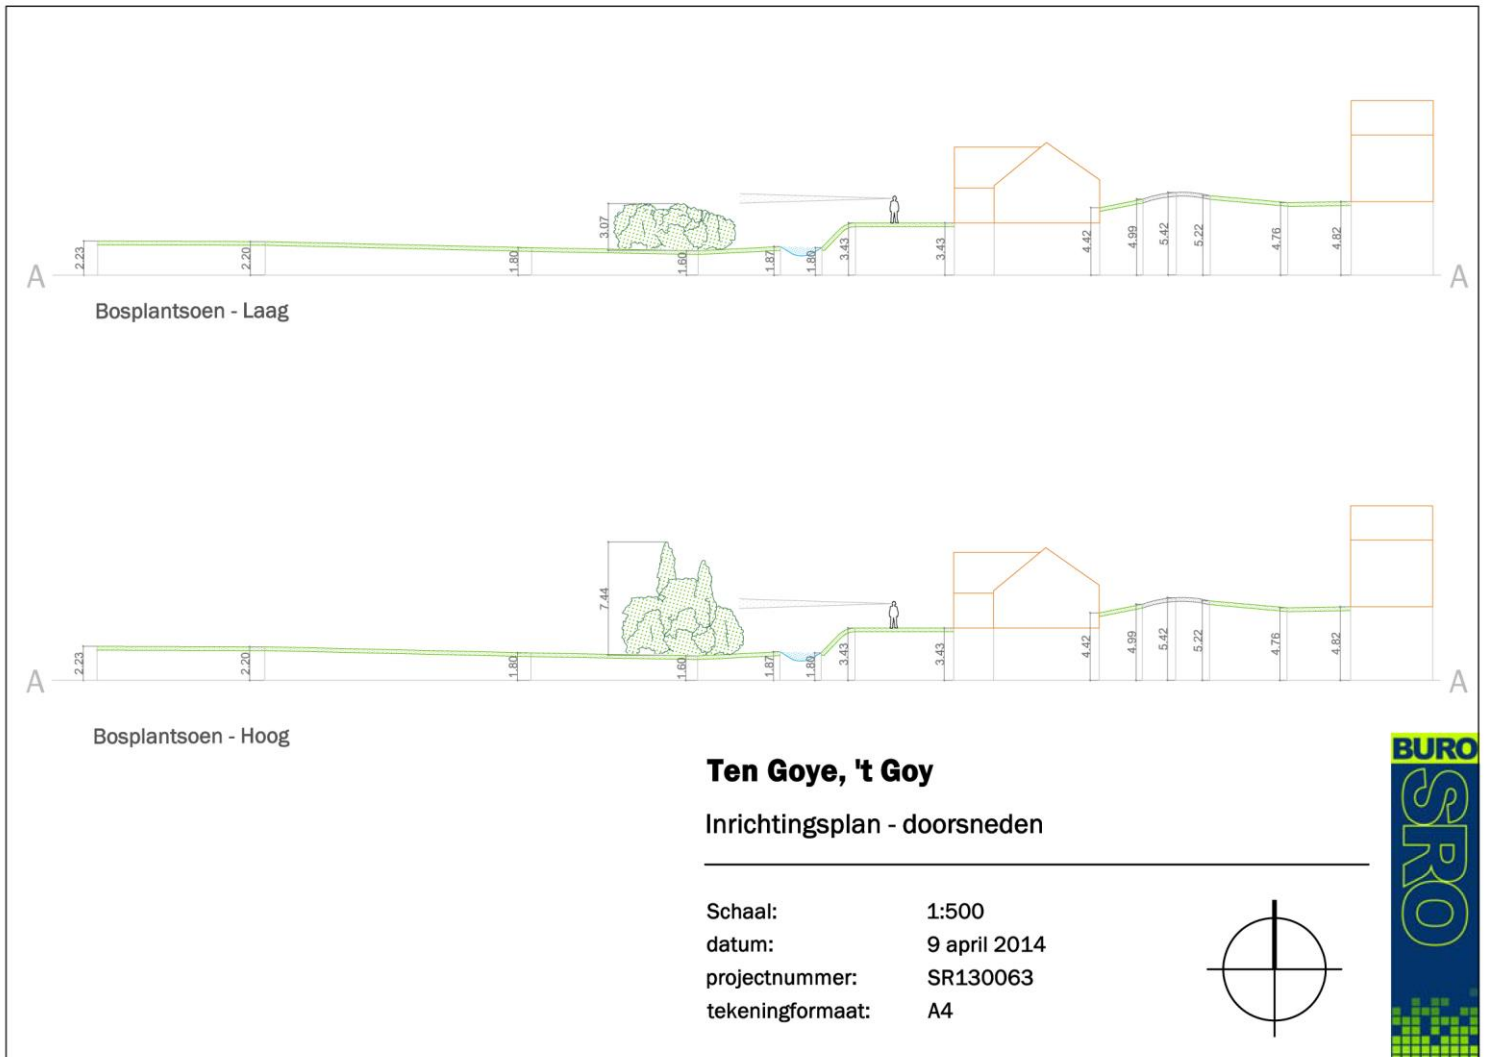 3.07
2.23
2.20
1.80
1.60
1.87
1.80
3.43
3.43
4.42
4.99
5.42
5.22
4.76
4.82
A
A
Bosplantsoen - Laag
7.44
2.23
2.20
1.80
1.60
1.87
1.80
3.43
3.43
4.42
4.99
5.42
5.22
4.76
4.82
A
A
Bosplantsoen - Hoog
Ten Goye, 't Goy
Inrichtingsplan - doorsneden
Schaal: 1:500
datum: 9 april 2014
projectnummer: SR130063
tekeningformaat: A4
BURO
SRO